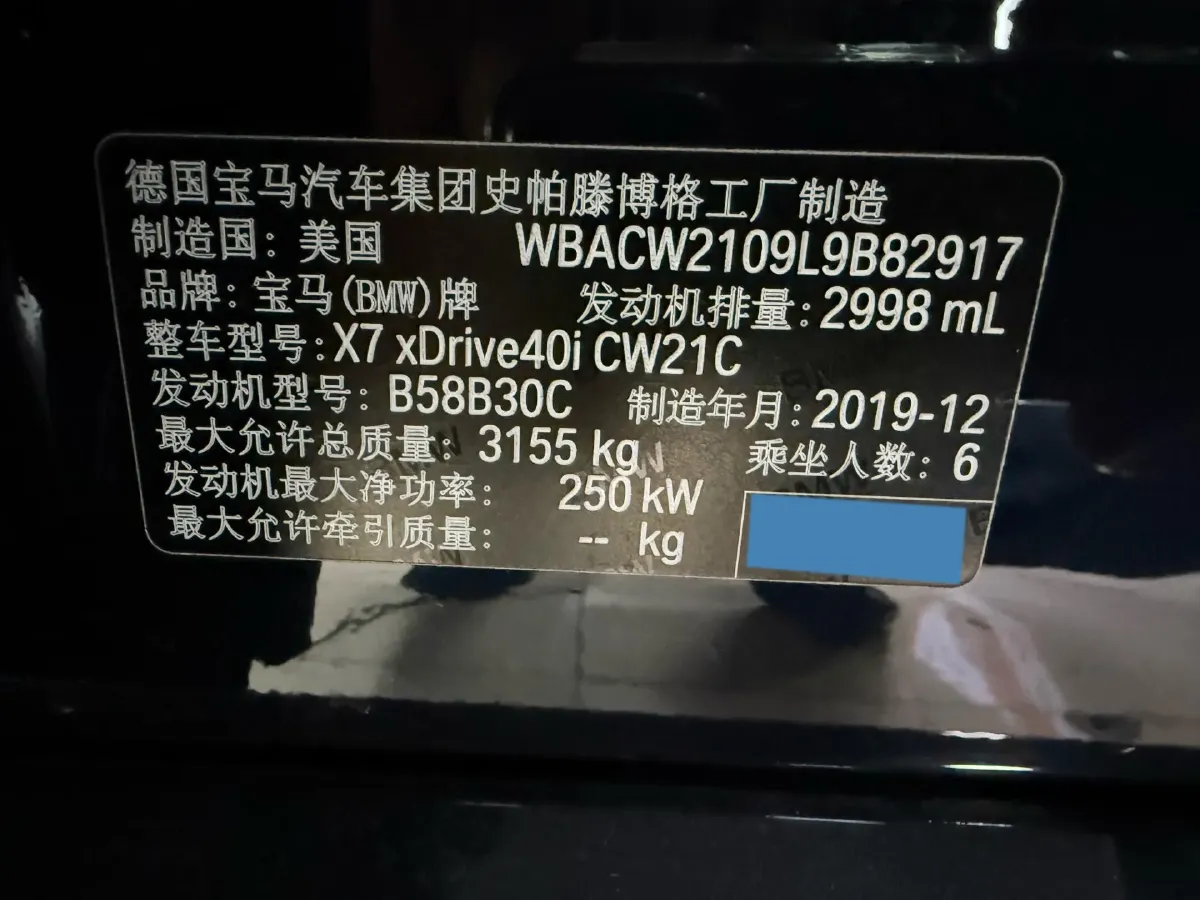 德国宝马汽车集团史帕滕博格工厂制造
制造国：美国 WBACW2109L9B82917
品牌：宝马(BMW)牌 发动机排量：2998 mL
整车型号：X7 xDrive40i CW21C
发动机型号：B58B30C 制造年月：2019-12
最大允许总质量：3155 kg 乘坐人数：6
发动机最大净功率： 250 kW
最大允许牵引质量： -- kg